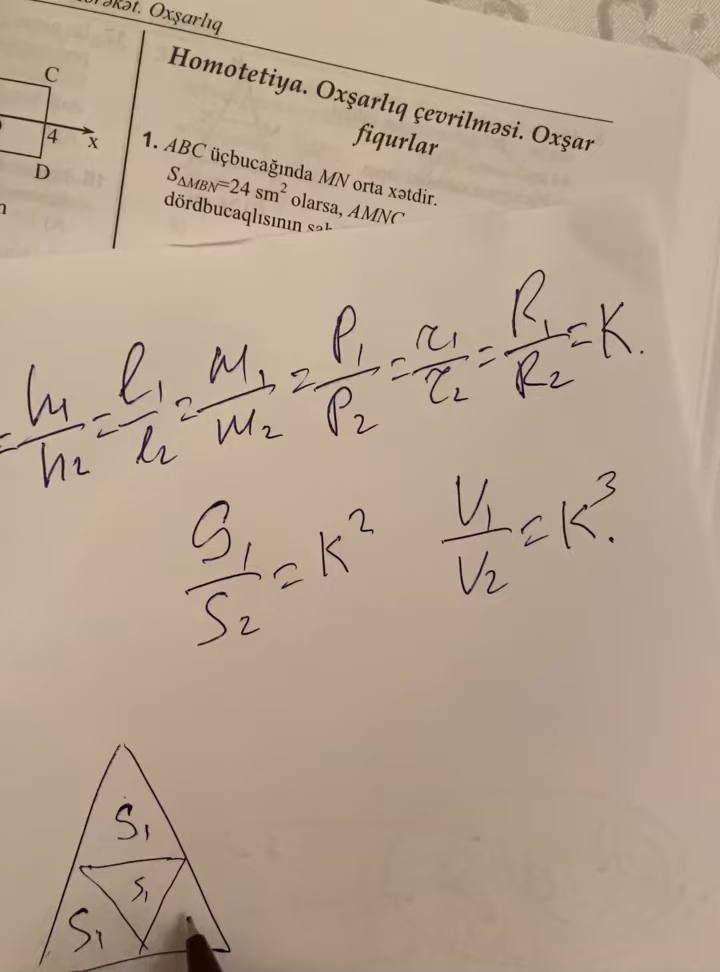 Oxşarlıq
C
4 x
D
Homotetiya. Oxşarlıq çevrilməsi. Oxşar
fiqurlar
1. ABC üçbucağında MN orta xətdir.
S△MBN=24 sm² olarsa, AMNC
dördbucaqlısının
= h₁/h₂ = l₁/l₂ = m₁/m₂ = P₁/P₂ = r₁/r₂ = R₁/R₂ = K.
S₁/S₂ = K² V₁/V₂ = K³.
S₁
S₁
S₁